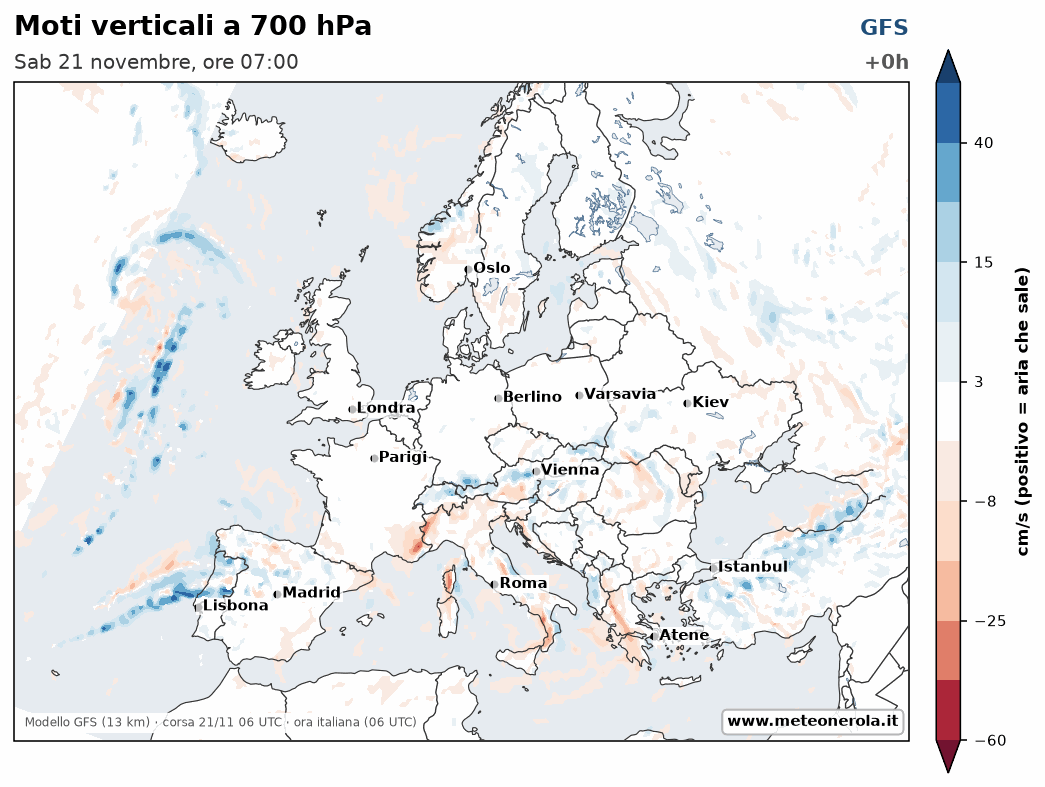 Moti verticali a 700 hPa
GFS
Sab 21 novembre, ore 07:00
+0h
40
15
3
−8
−25
−60
cm/s (positivo = aria che sale)
Oslo
Londra
Berlino
Varsavia
Kiev
Parigi
Vienna
Istanbul
Roma
Madrid
Lisbona
Atene
Modello GFS (13 km) · corsa 21/11 06 UTC · ora italiana (06 UTC)
www.meteonerola.it